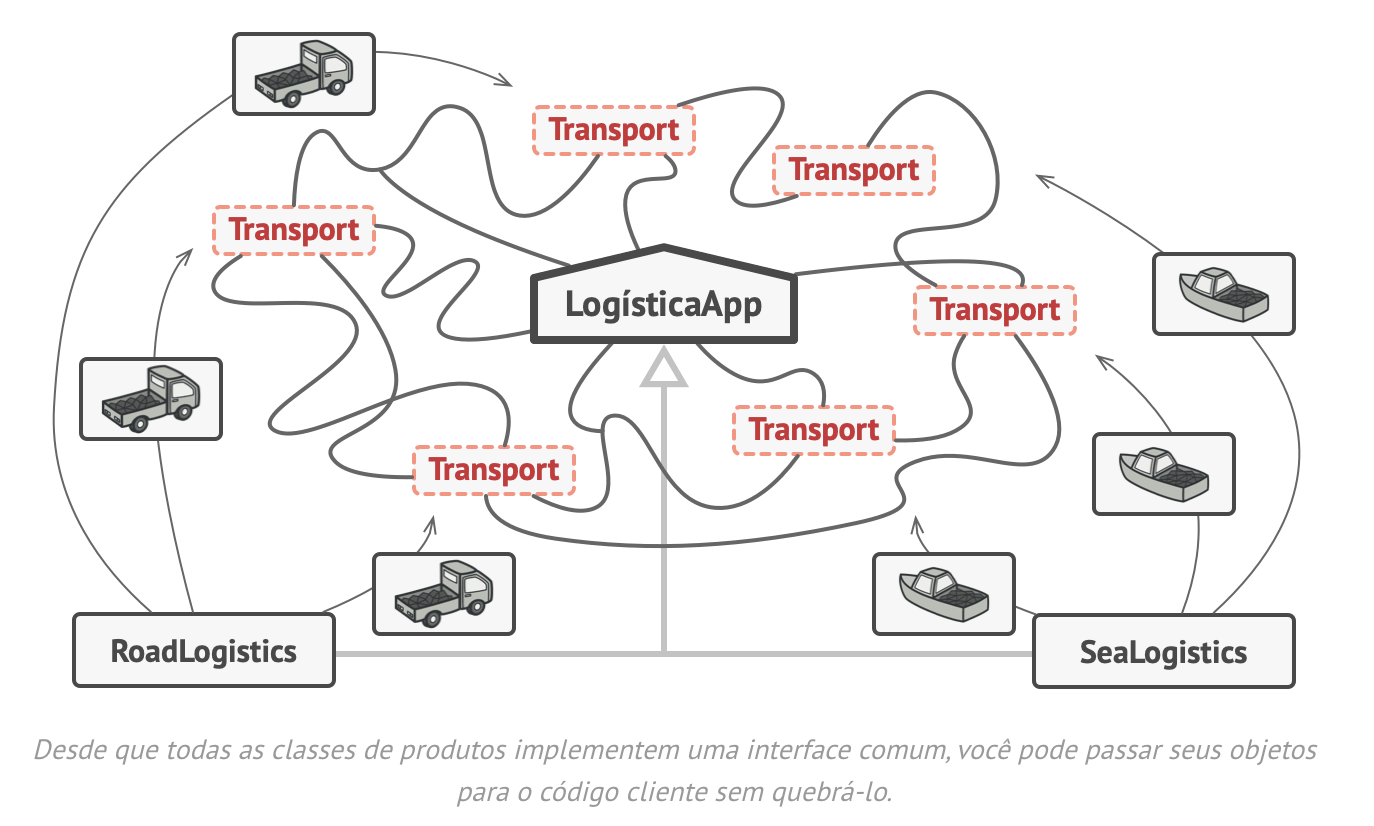 Transport
Transport
Transport
LogísticaApp
Transport
Transport
Transport
RoadLogistics
SeaLogistics
Desde que todas as classes de produtos implementem uma interface comum, você pode passar seus objetos
para o código cliente sem quebrá-lo.